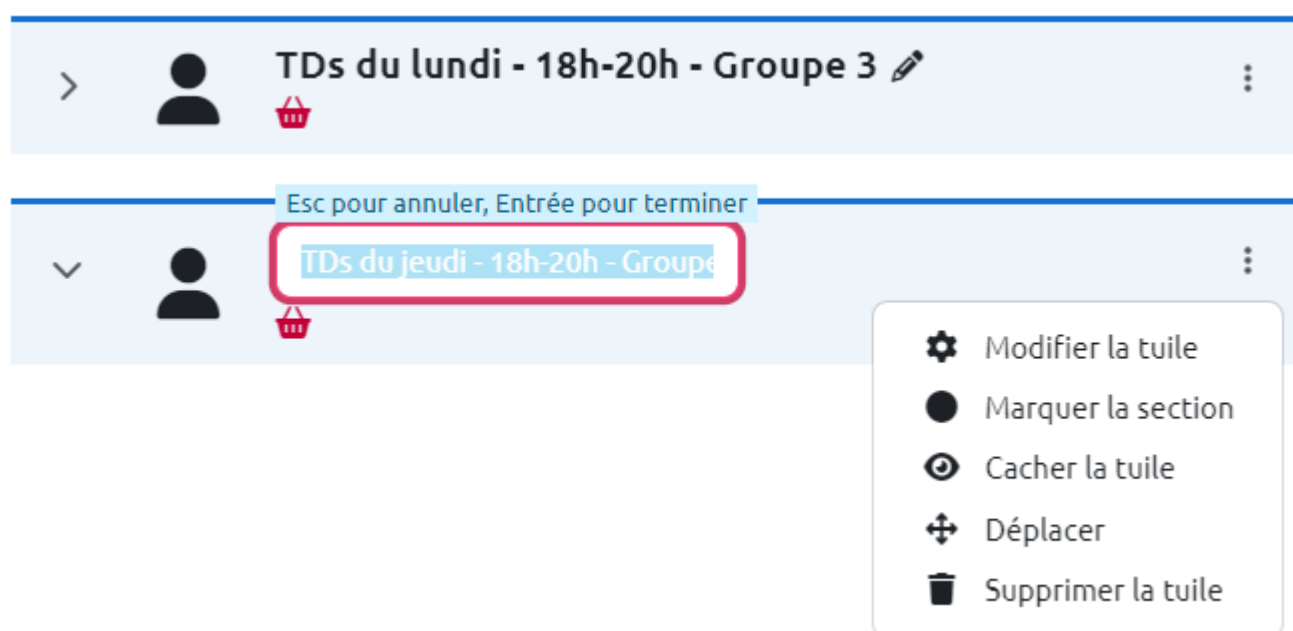 TDs du lundi - 18h-20h - Groupe 3
Esc pour annuler, Entrée pour terminer
TDs du jeudi - 18h-20h - Groupe
Modifier la tuile
Marquer la section
Cacher la tuile
Déplacer
Supprimer la tuile